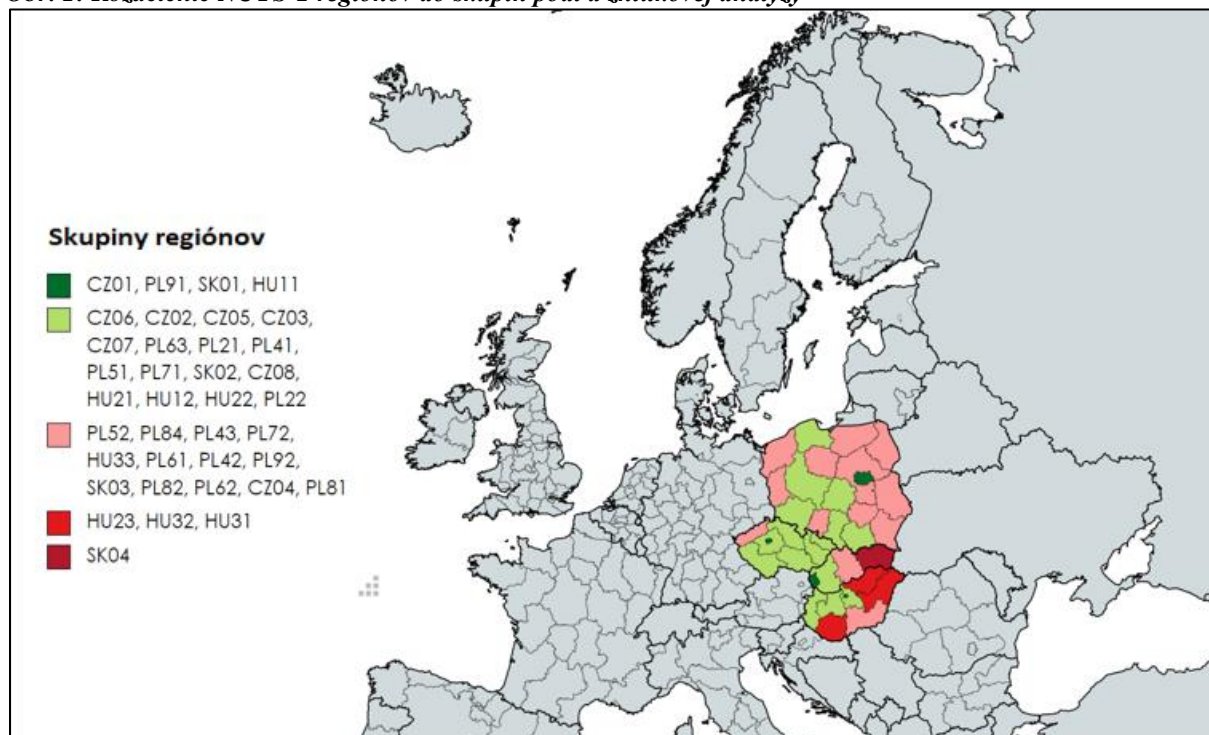 Skupiny regiónov
CZ01, PL91, SK01, HU11
CZ06, CZ02, CZ05, CZ03,
CZ07, PL63, PL21, PL41,
PL51, PL71, SK02, CZ08,
HU21, HU12, HU22, PL22
PL52, PL84, PL43, PL72,
HU33, PL61, PL42, PL92,
SK03, PL82, PL62, CZ04, PL81
HU23, HU32, HU31
SK04